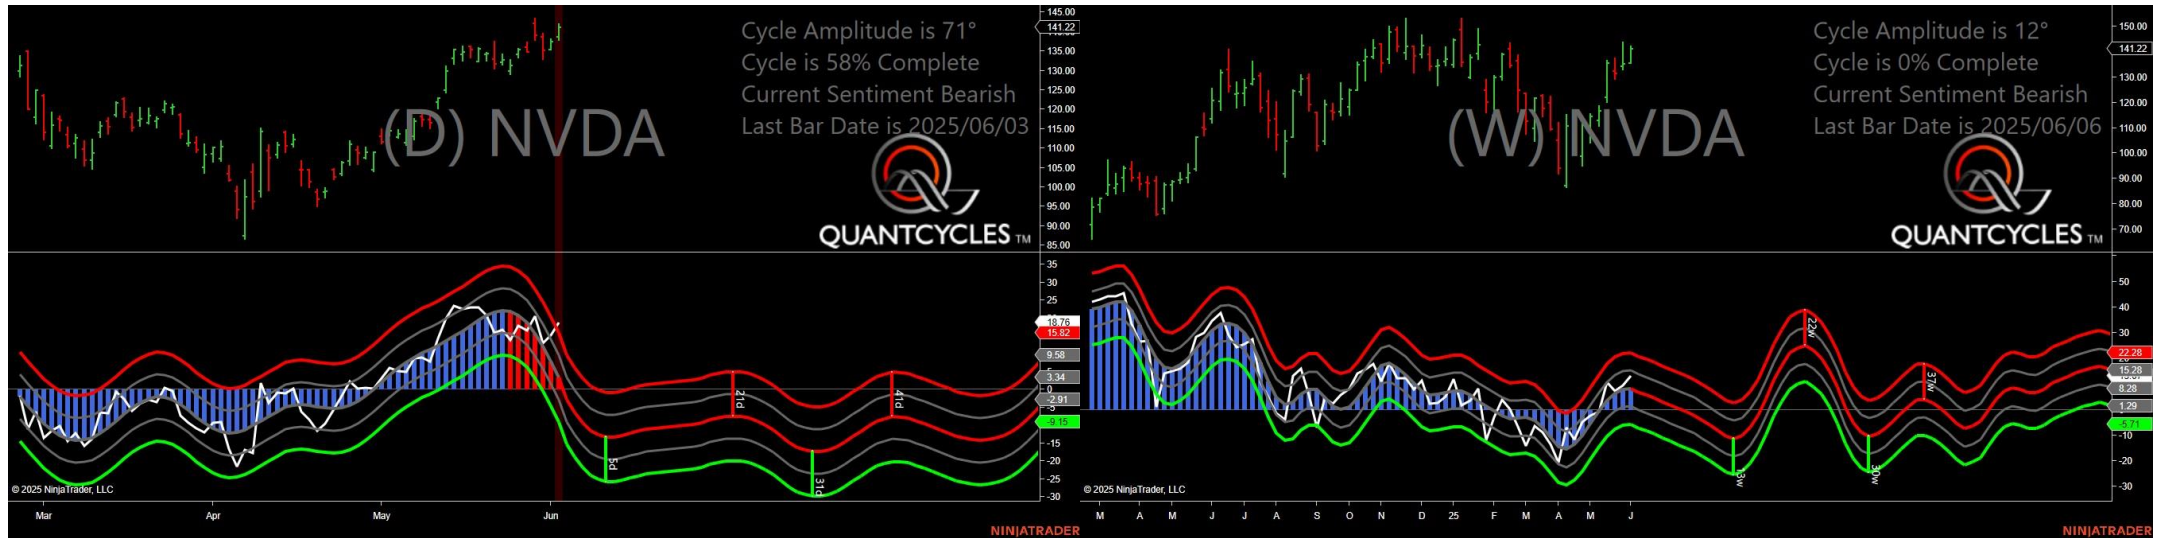 Cycle Amplitude is 71°
Cycle is 58% Complete
Current Sentiment Bearish
Last Bar Date is 2025/06/03
(D) NVDA
QUANTCYCLES TM
145.00
141.22
135.00
130.00
125.00
120.00
115.00
110.00
105.00
100.00
95.00
90.00
85.00
35
30
25
18.76
15.82
9.58
3.34
0
-2.91
-5
-9.15
-15
-20
-25
-30
5d
21d
31d
41d
© 2025 NinjaTrader, LLC
Mar Apr May Jun
NINJATRADER
Cycle Amplitude is 12°
Cycle is 0% Complete
Current Sentiment Bearish
Last Bar Date is 2025/06/06
(W) NVDA
QUANTCYCLES TM
150.00
141.22
130.00
120.00
110.00
100.00
90.00
80.00
70.00
50
40
30
22.28
15.28
8.28
1.29
-5.71
-10
-20
-30
13w
22w
30w
37w
© 2025 NinjaTrader, LLC
M A M J J A S O N D 25 F M A M J
NINJATRADER